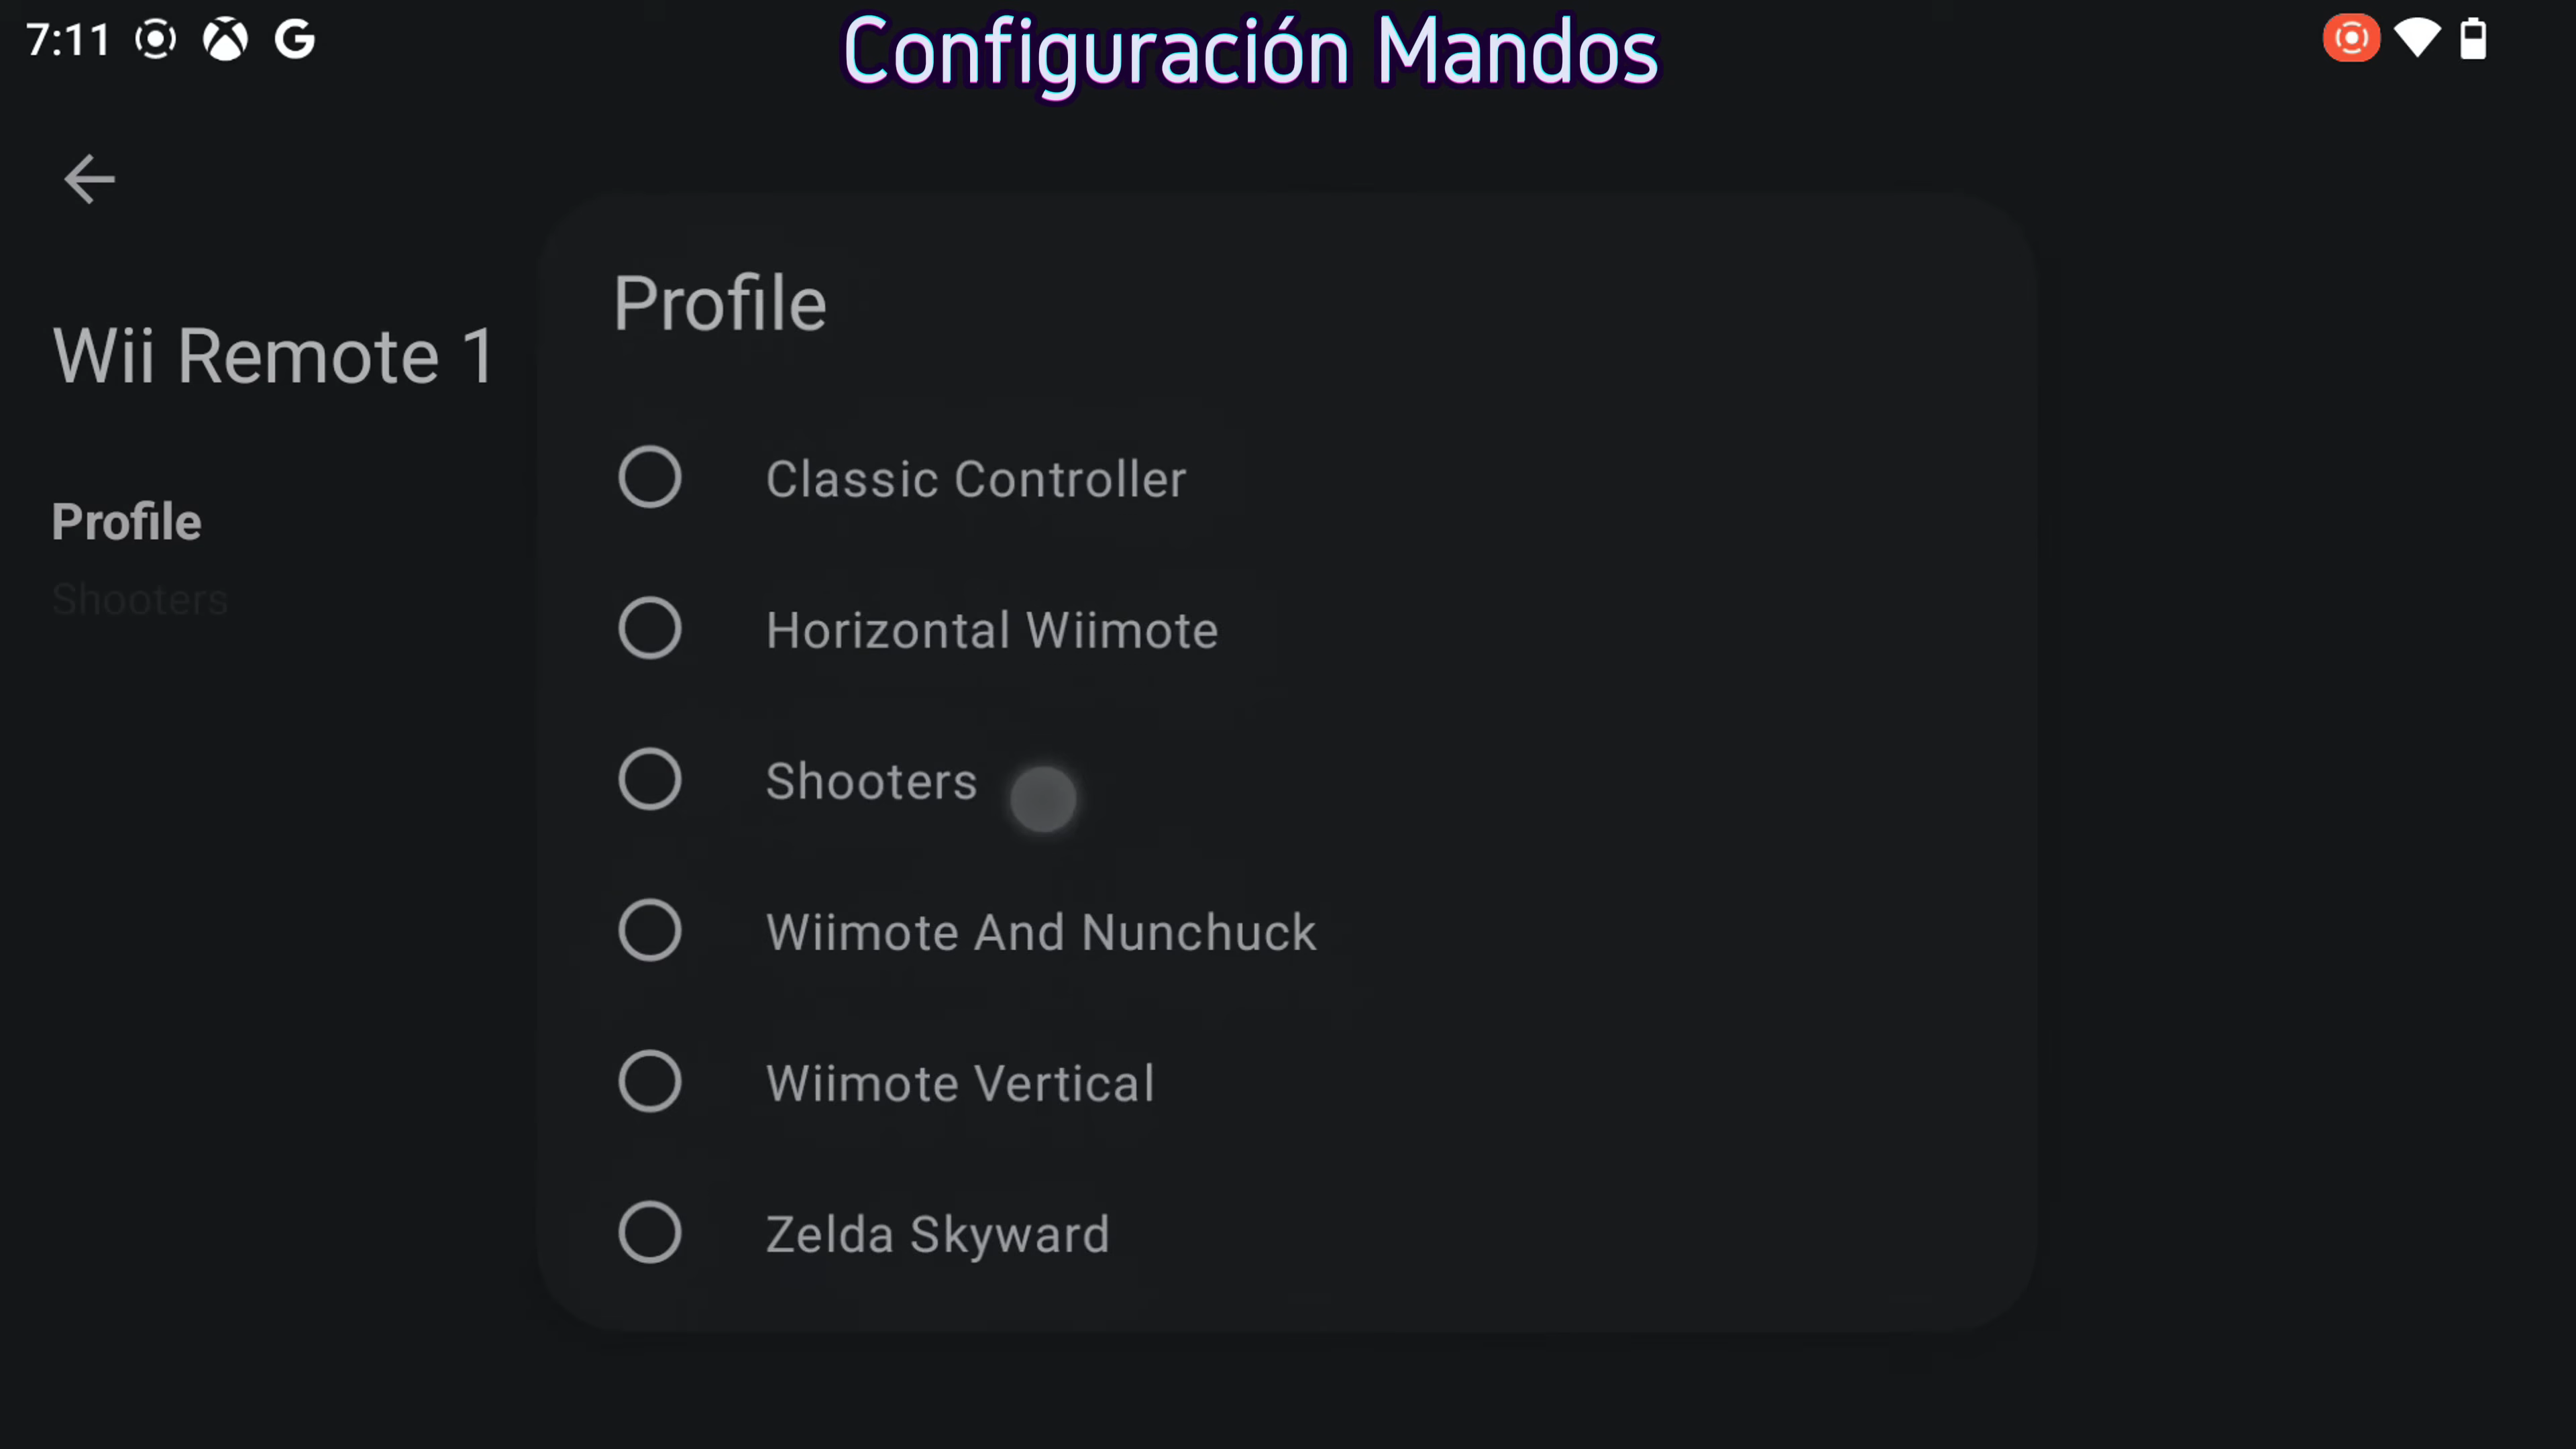 7:11
Configuración Mandos
Wii Remote 1
Profile
Shooters
Profile
Classic Controller
Horizontal Wiimote
Shooters
Wiimote And Nunchuck
Wiimote Vertical
Zelda Skyward